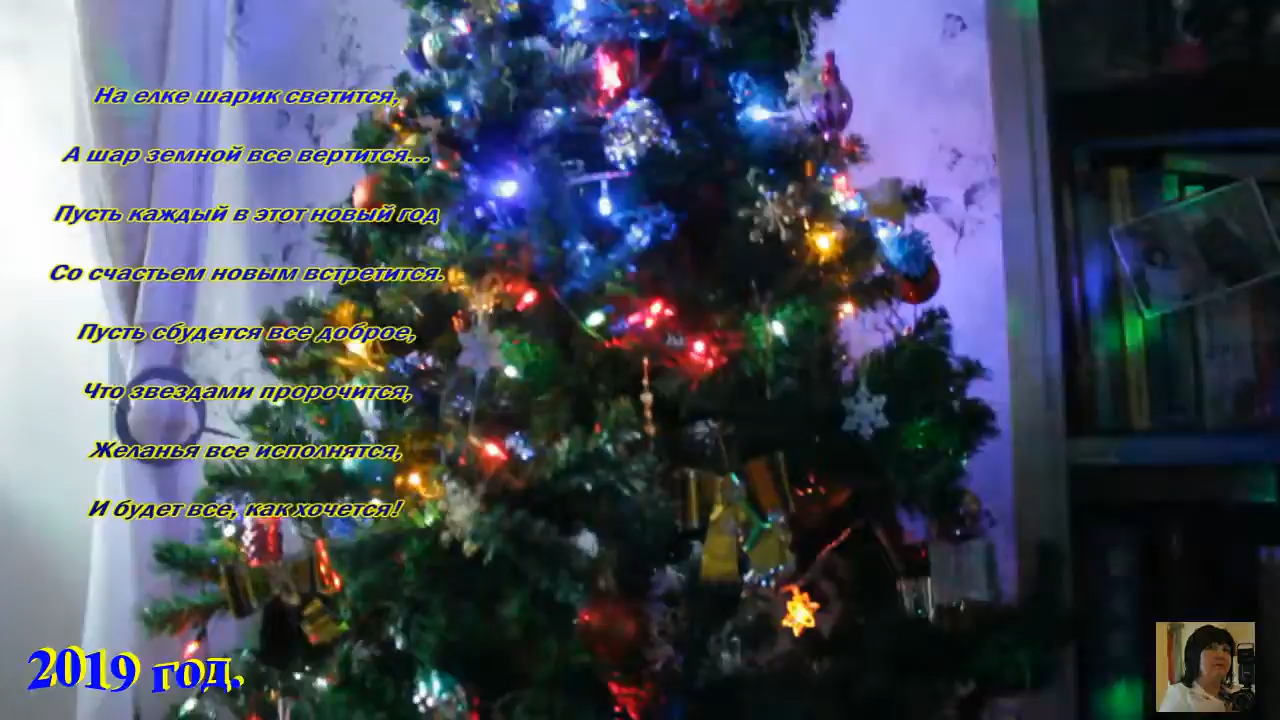 На елке шарик светится,
А шар земной все вертится...
Пусть каждый в этот новый год
Со счастьем новым встретится.
Пусть сбудется все доброе,
Что звездами пророчится,
Желанья все исполнятся,
И будет все, как хочется!
2019 год.